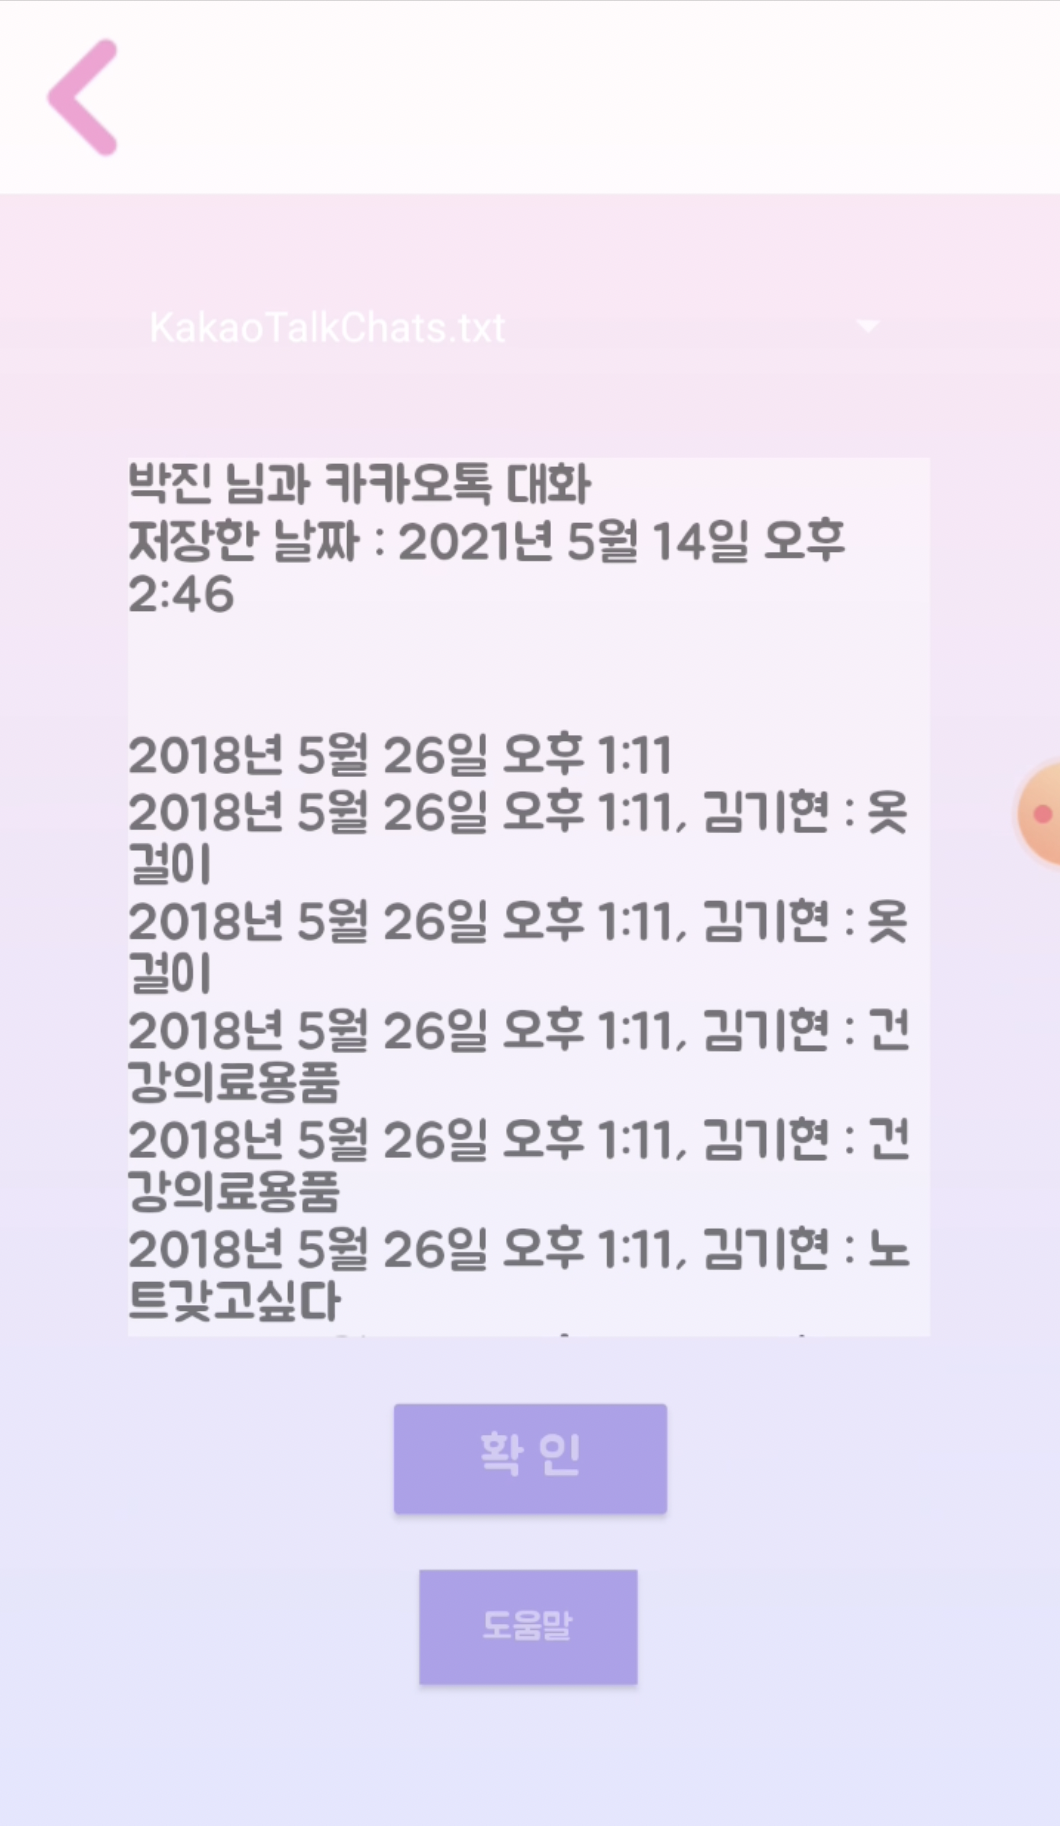 KakaoTalkChats.txt
박진 님과 카카오톡 대화
저장한 날짜 : 2021년 5월 14일 오후
2:46
2018년 5월 26일 오후 1:11
2018년 5월 26일 오후 1:11, 김기현 : 옷
걸이
2018년 5월 26일 오후 1:11, 김기현 : 옷
걸이
2018년 5월 26일 오후 1:11, 김기현 : 건
강의료용품
2018년 5월 26일 오후 1:11, 김기현 : 건
강의료용품
2018년 5월 26일 오후 1:11, 김기현 : 노
트갖고싶다
확 인
도움말